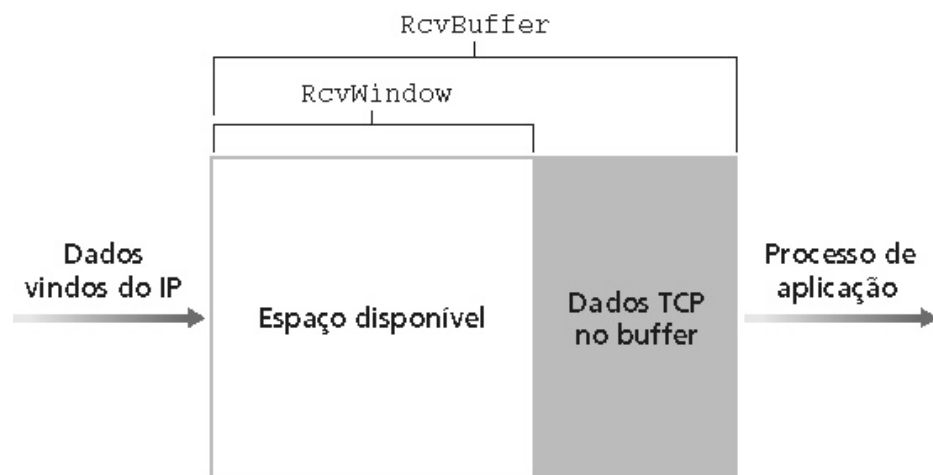 RcvBuffer
RcvWindow
Dados
vindos do IP
Espaço disponível
Dados TCP
no buffer
Processo de
aplicação